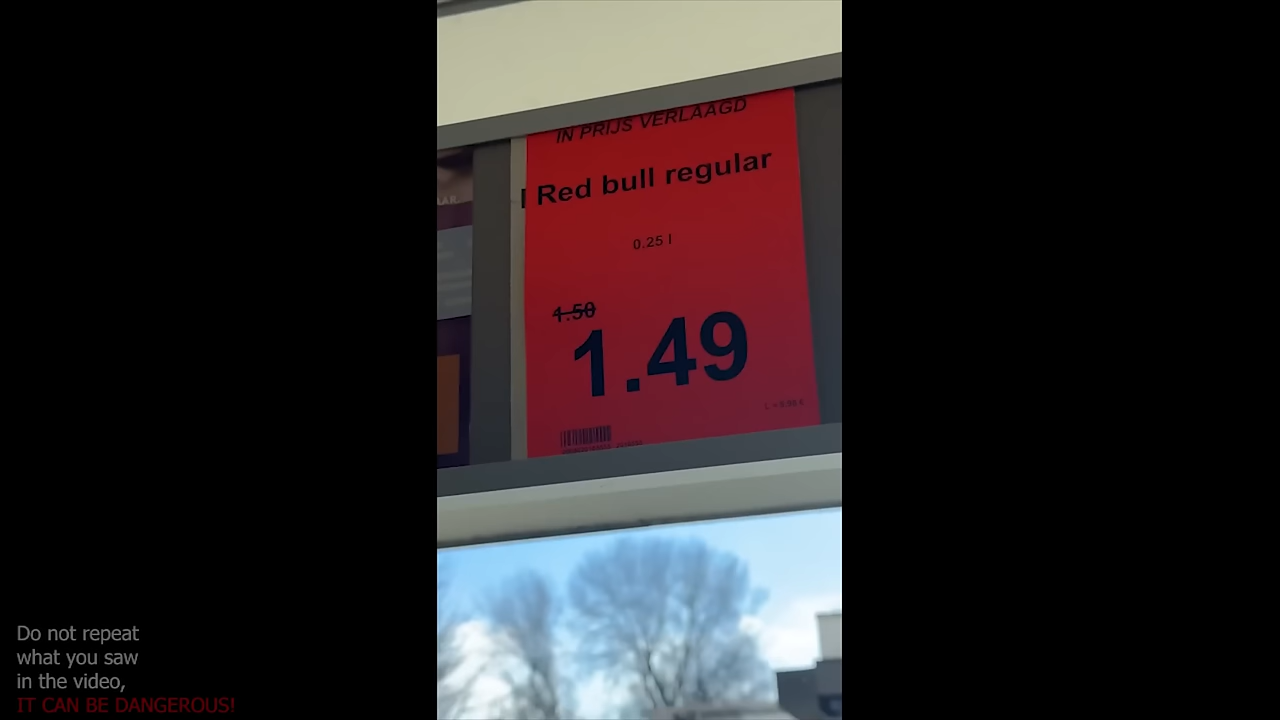 IN PRIJS VERLAAGD
Red bull regular
0.25 l
1.50
1.49
AAR.
Do not repeat
what you saw
in the video,
IT CAN BE DANGEROUS!